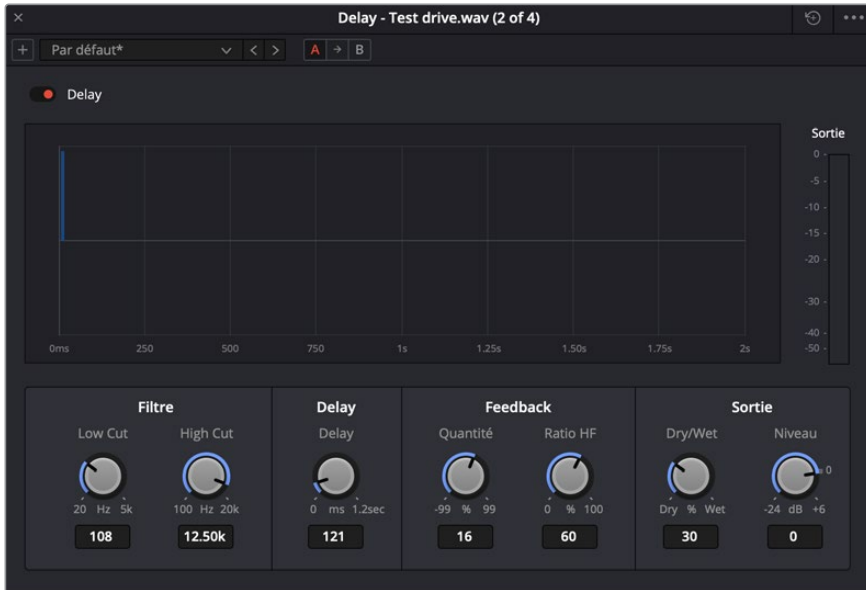 Delay - Test drive.wav (2 of 4)
Par défaut*
A
B
Delay
Sortie
0
-5
-10
-15
-20
-30
-40
-50
0ms 250 500 750 1s 1.25s 1.50s 1.75s 2s
Filtre
Low Cut High Cut
20 Hz 5k 100 Hz 20k
108 12.50k
Delay
Delay
0 ms 1.2sec
121
Feedback
Quantité Ratio HF
-99 % 99 0 % 100
16 60
Sortie
Dry/Wet Niveau
0
Dry % Wet -24 dB +6
30 0